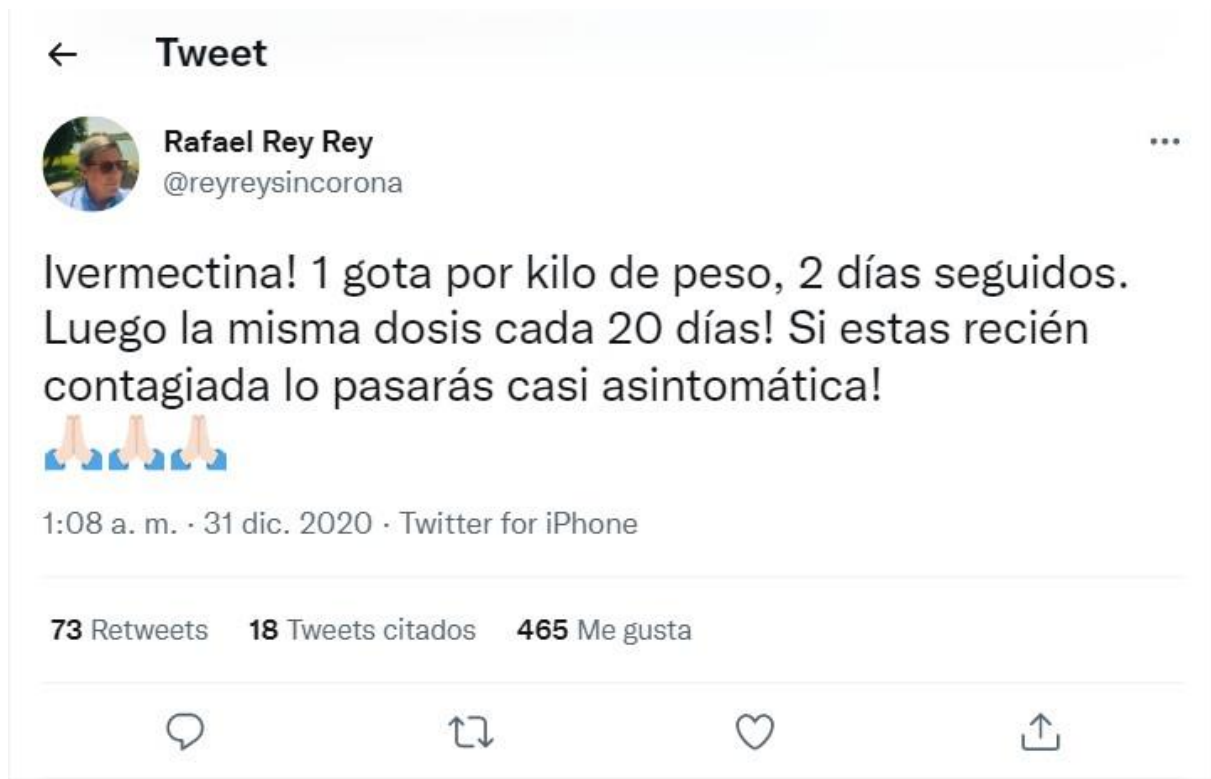 Tweet
Rafael Rey Rey
@reyreysincorona
Ivermectina! 1 gota por kilo de peso, 2 días seguidos.
Luego la misma dosis cada 20 días! Si estas recién
contagiada lo pasarás casi asintomática!
🙏🏻🙏🏻🙏🏻
1:08 a. m. · 31 dic. 2020 · Twitter for iPhone
73 Retweets 18 Tweets citados 465 Me gusta